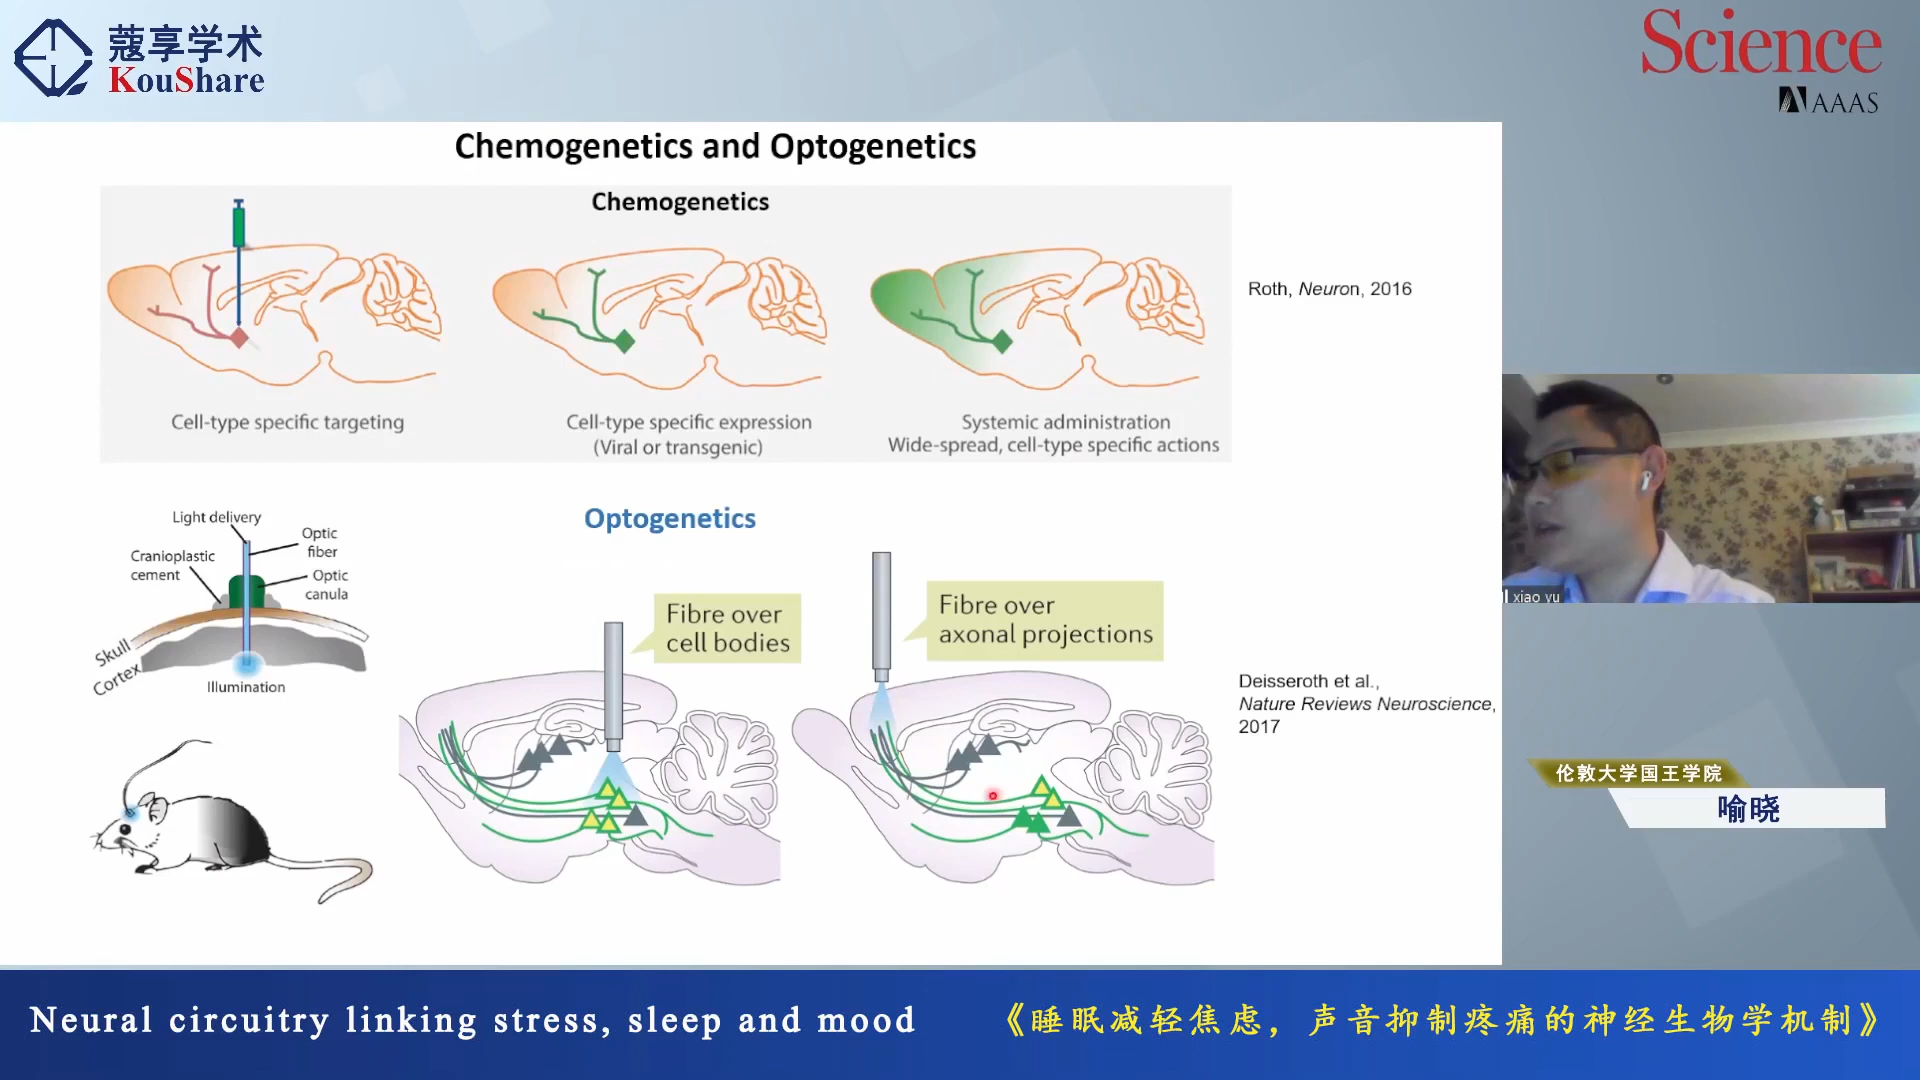 蔻享学术
KouShare
Science
AAAS
Chemogenetics and Optogenetics
Chemogenetics
Cell-type specific targeting
Cell-type specific expression
(Viral or transgenic)
Systemic administration
Wide-spread, cell-type specific actions
Roth, Neuron, 2016
Optogenetics
Light delivery
Optic
fiber
Cranioplastic
cement
Optic
canula
Skull
Cortex
Illumination
Fibre over
cell bodies
Fibre over
axonal projections
Deisseroth et al.,
Nature Reviews Neuroscience,
2017
xiao yu
伦敦大学国王学院
喻晓
Neural circuitry linking stress, sleep and mood
《睡眠减轻焦虑，声音抑制疼痛的神经生物学机制》